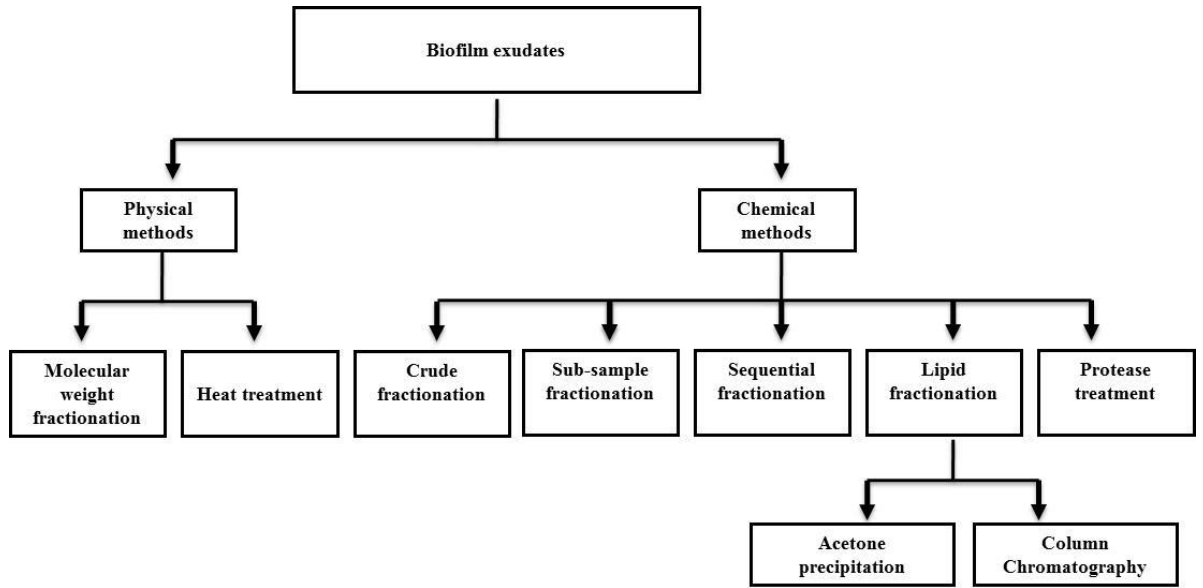 Biofilm exudates
Physical
methods
Chemical
methods
Molecular
weight
fractionation
Heat treatment
Crude
fractionation
Sub-sample
fractionation
Sequential
fractionation
Lipid
fractionation
Protease
treatment
Acetone
precipitation
Column
Chromatography